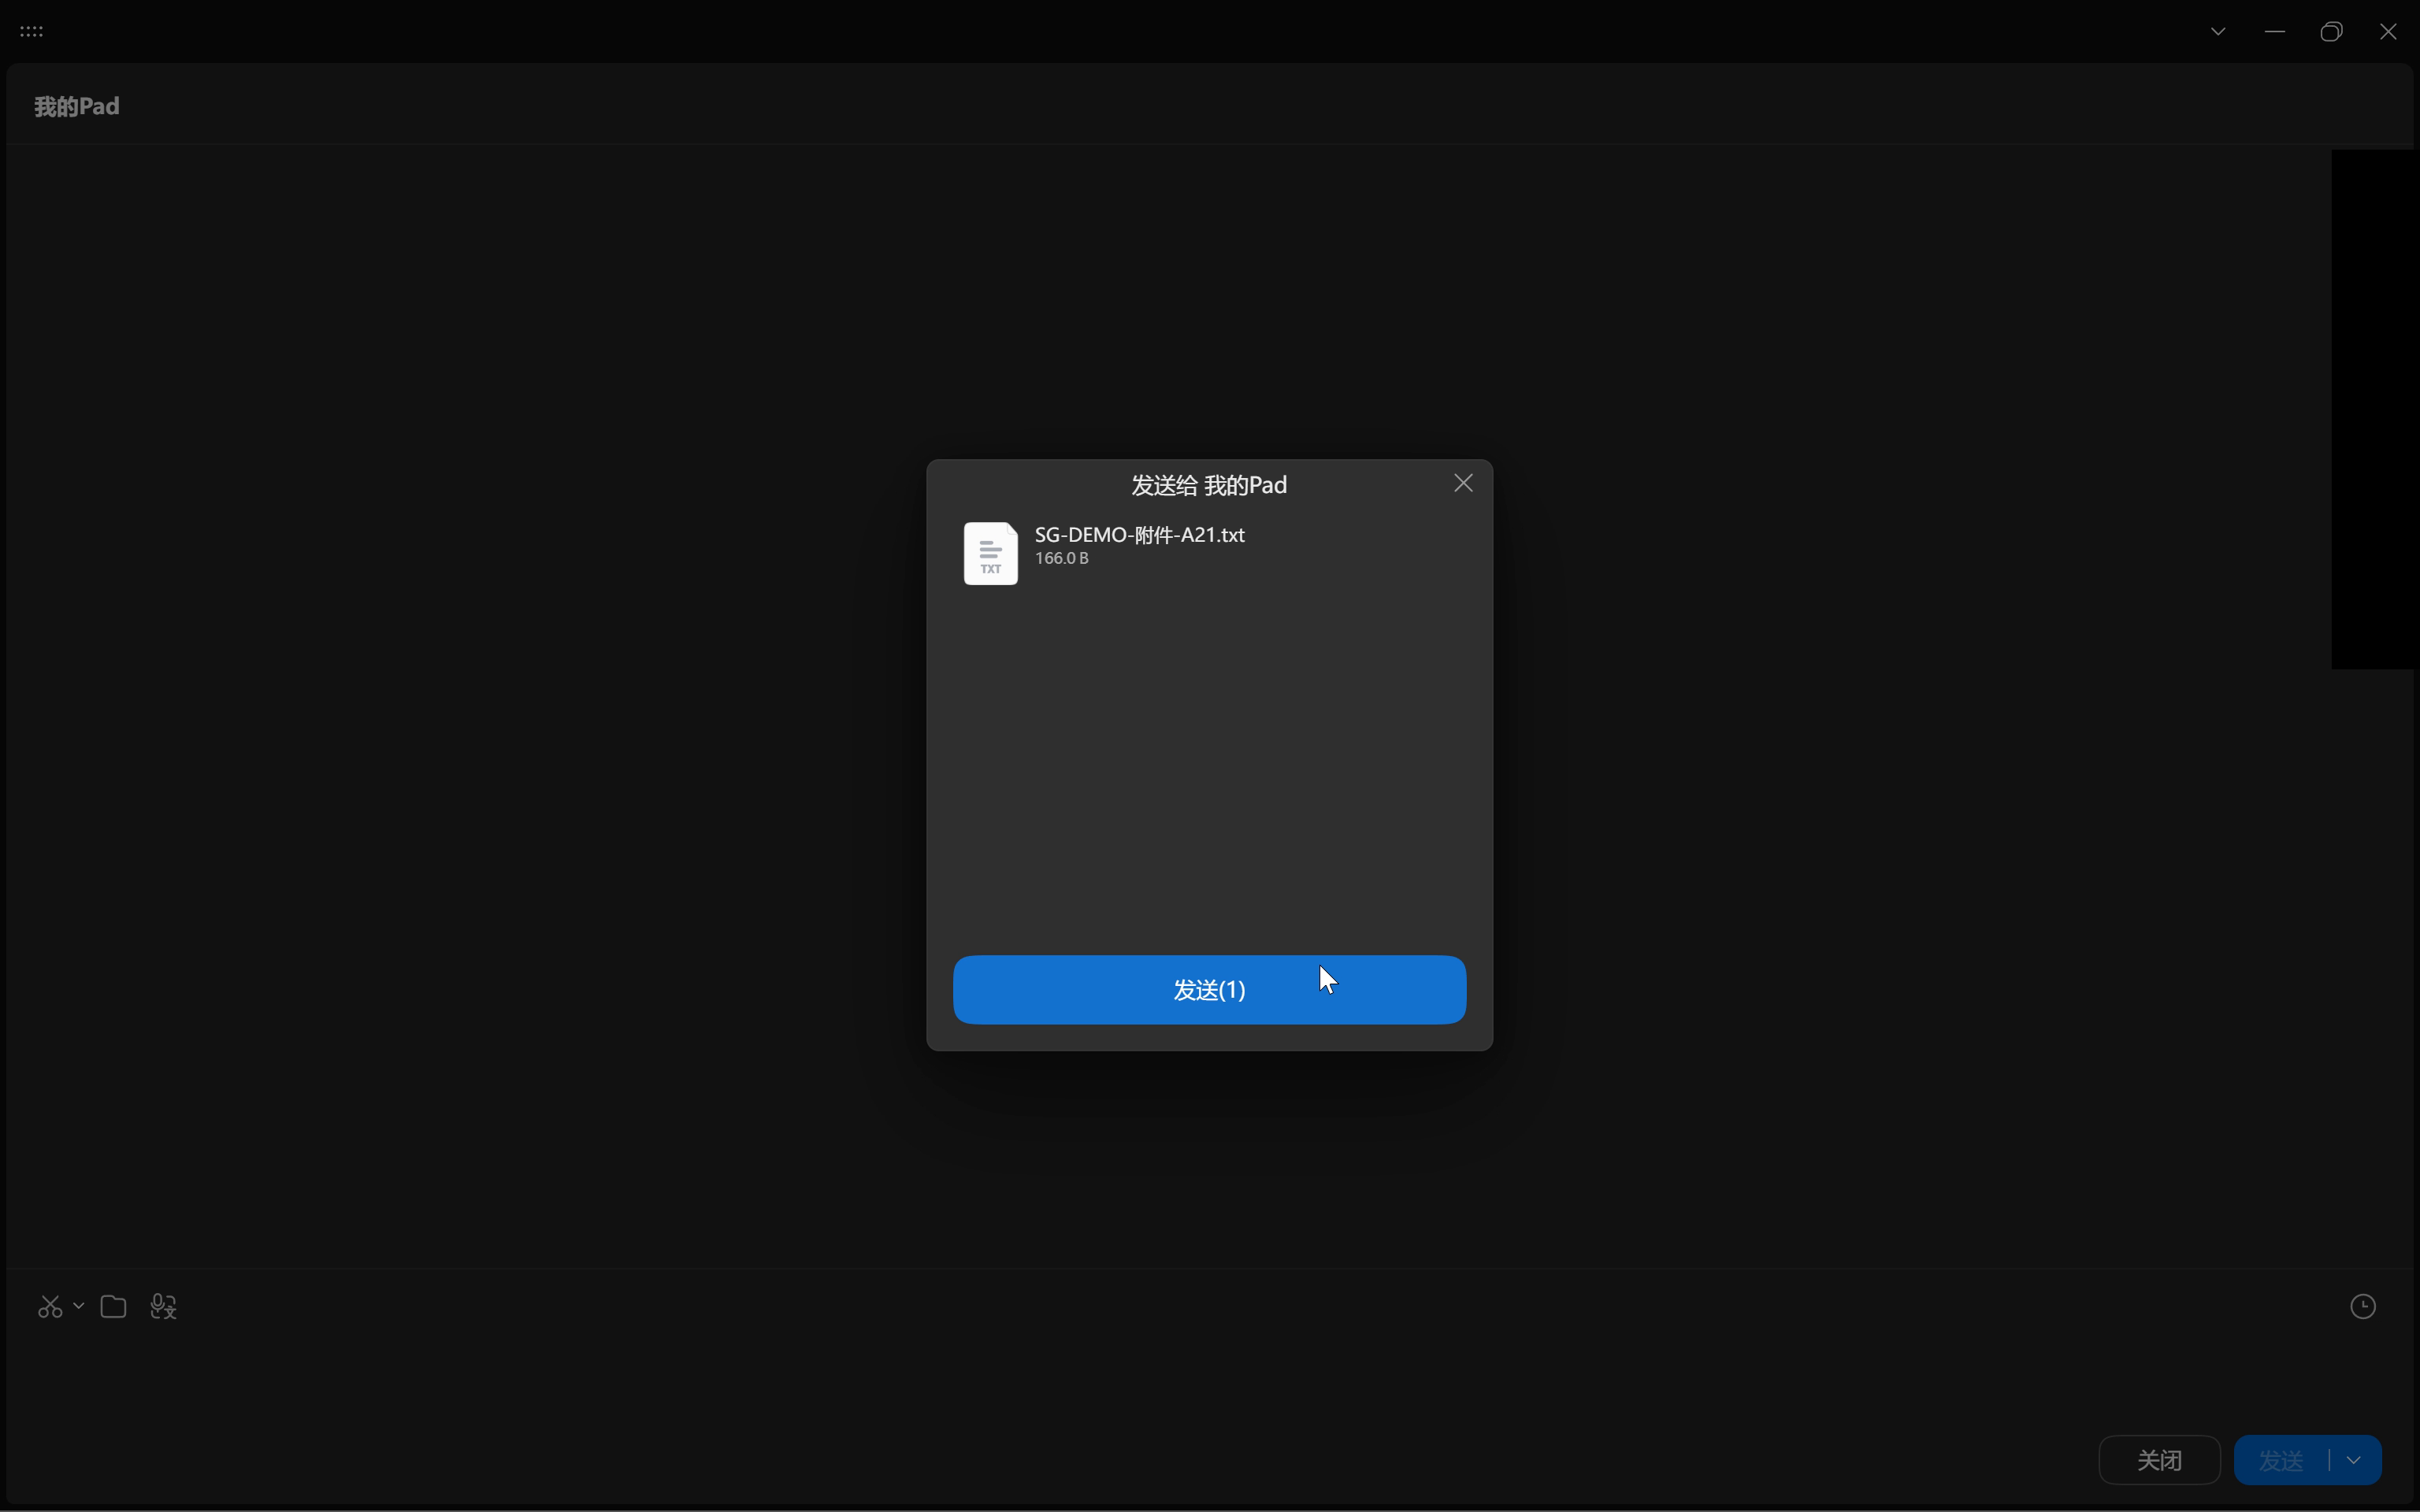 我的Pad
发送给 我的Pad
SG-DEMO-附件-A21.txt
166.0 B
TXT
发送(1)
关闭
发送